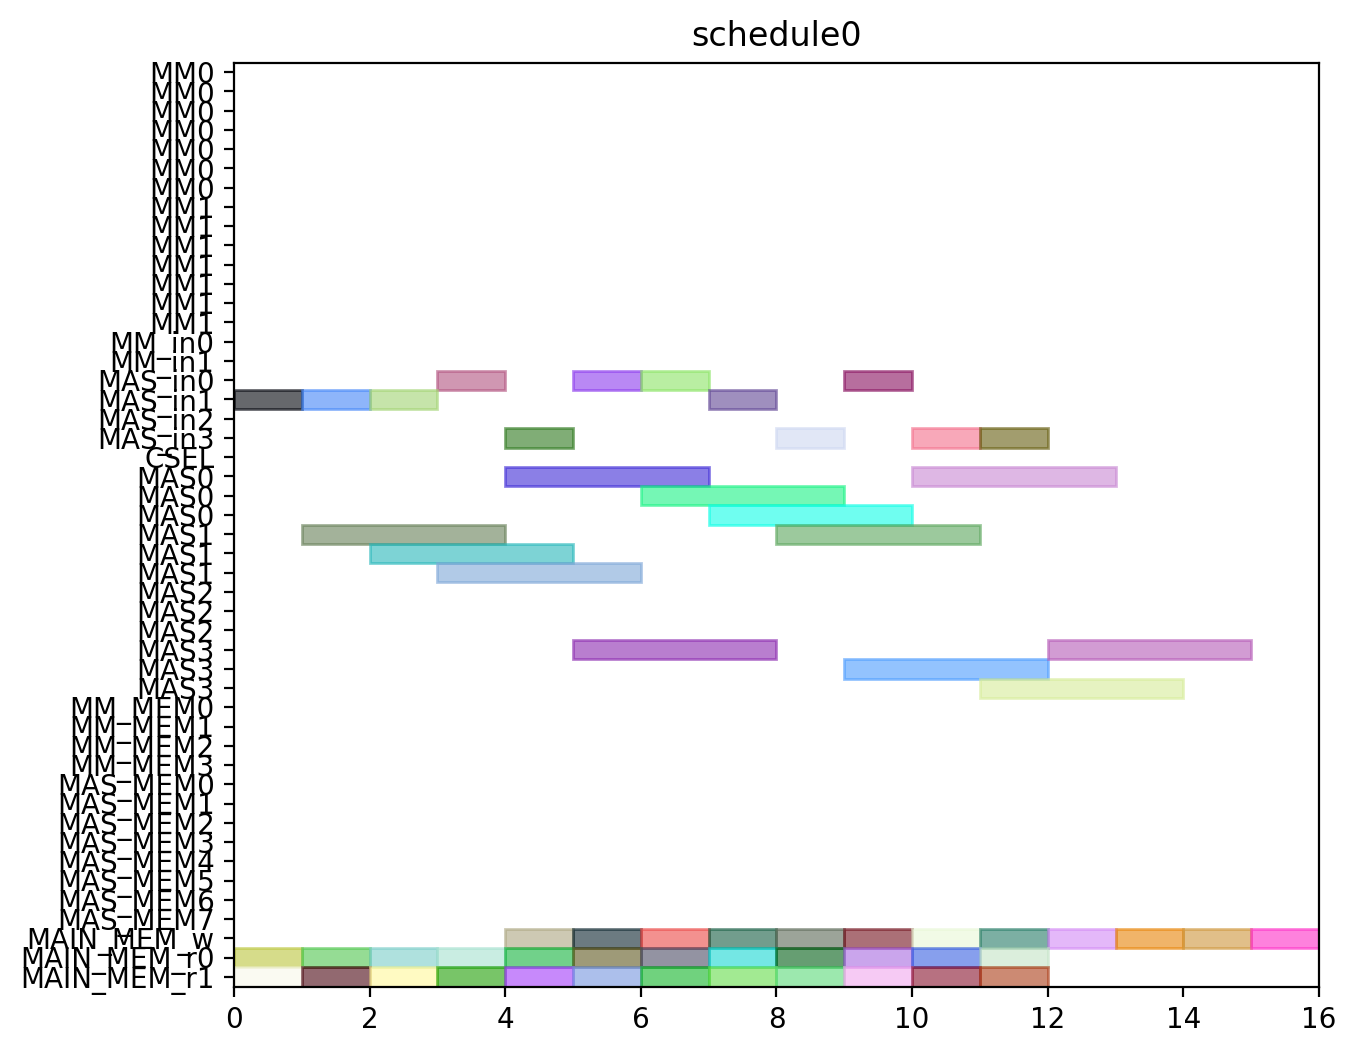 schedule0
MM0
MM0
MM0
MM0
MM0
MM0
MM0
MM1
MM1
MM1
MM1
MM1
MM1
MM1
MM_in0
MM_in1
MAS_in0
MAS_in1
MAS_in2
MAS_in3
CSEL
MAS0
MAS0
MAS0
MAS1
MAS1
MAS1
MAS2
MAS2
MAS2
MAS3
MAS3
MAS3
MM_MEM0
MM_MEM1
MM_MEM2
MM_MEM3
MAS_MEM0
MAS_MEM1
MAS_MEM2
MAS_MEM3
MAS_MEM4
MAS_MEM5
MAS_MEM6
MAS_MEM7
MAIN_MEM_w
MAIN_MEM_r0
MAIN_MEM_r1
0 2 4 6 8 10 12 14 16